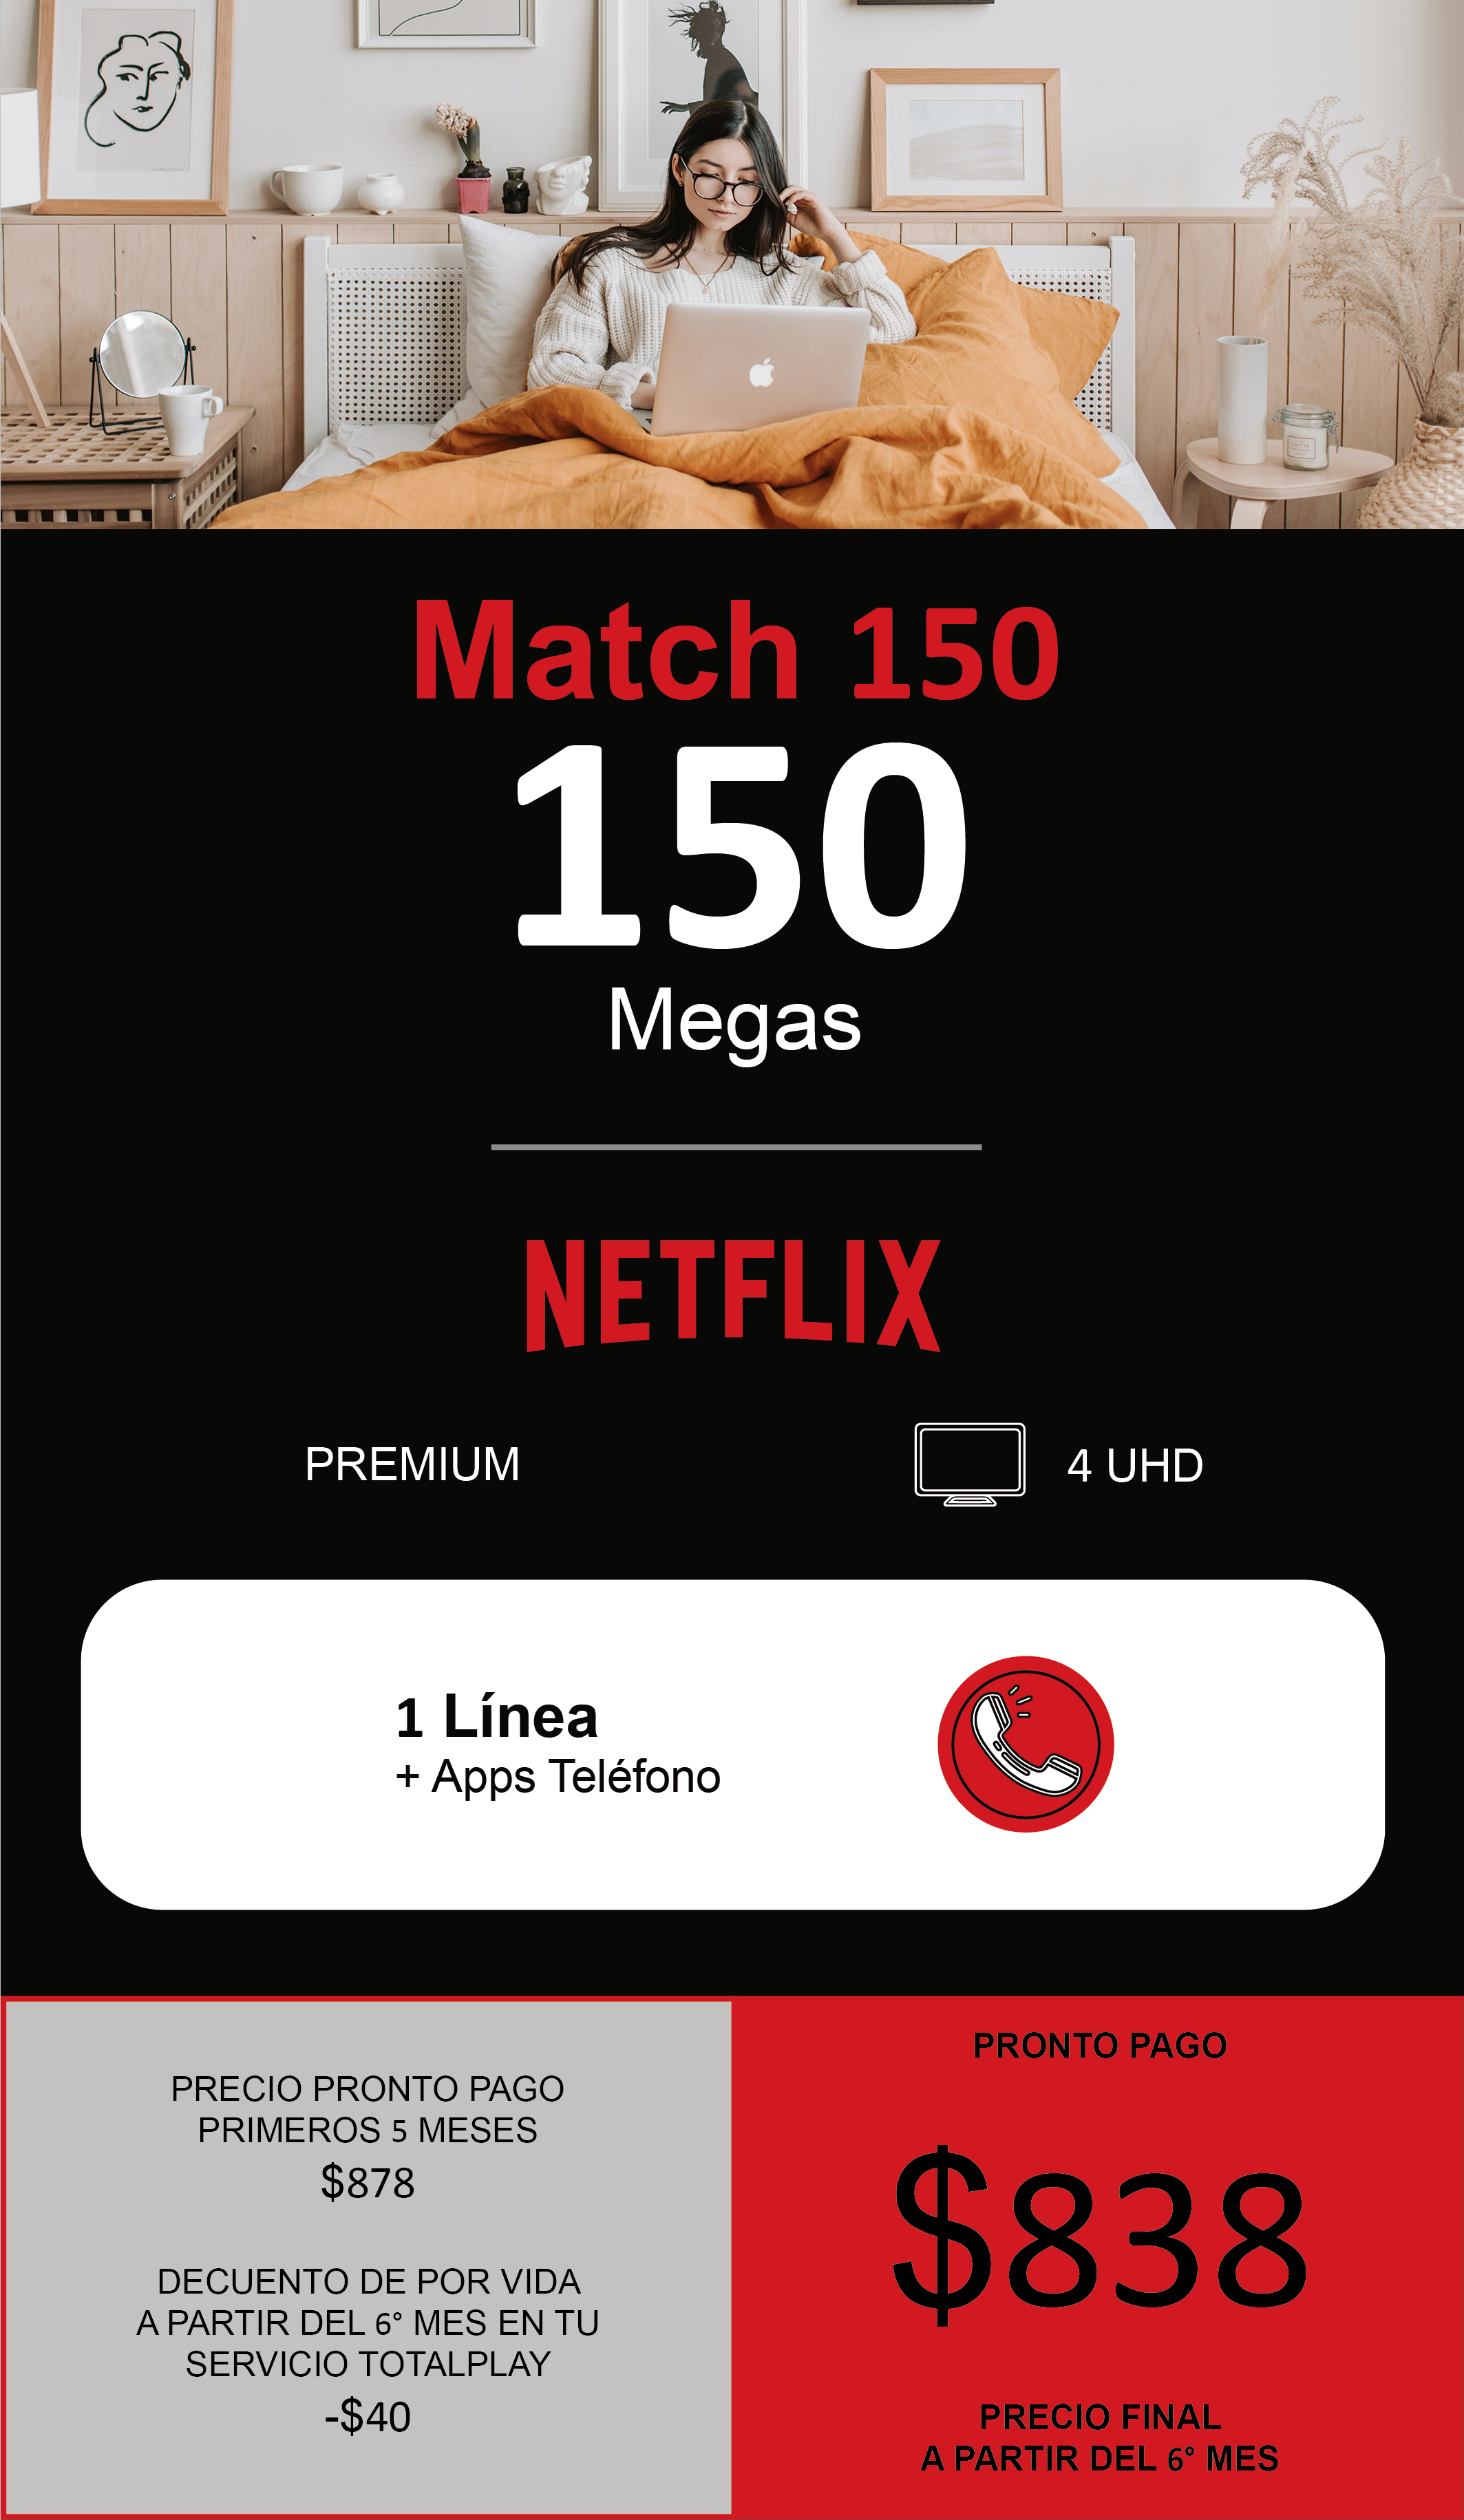 Match 150
150
Megas
NETFLIX
PREMIUM
4 UHD
1 Línea
+ Apps Teléfono
PRECIO PRONTO PAGO
PRIMEROS 5 MESES
$878
DECUENTO DE POR VIDA
A PARTIR DEL 6° MES EN TU
SERVICIO TOTALPLAY
-$40
PRONTO PAGO
$838
PRECIO FINAL
A PARTIR DEL 6° MES